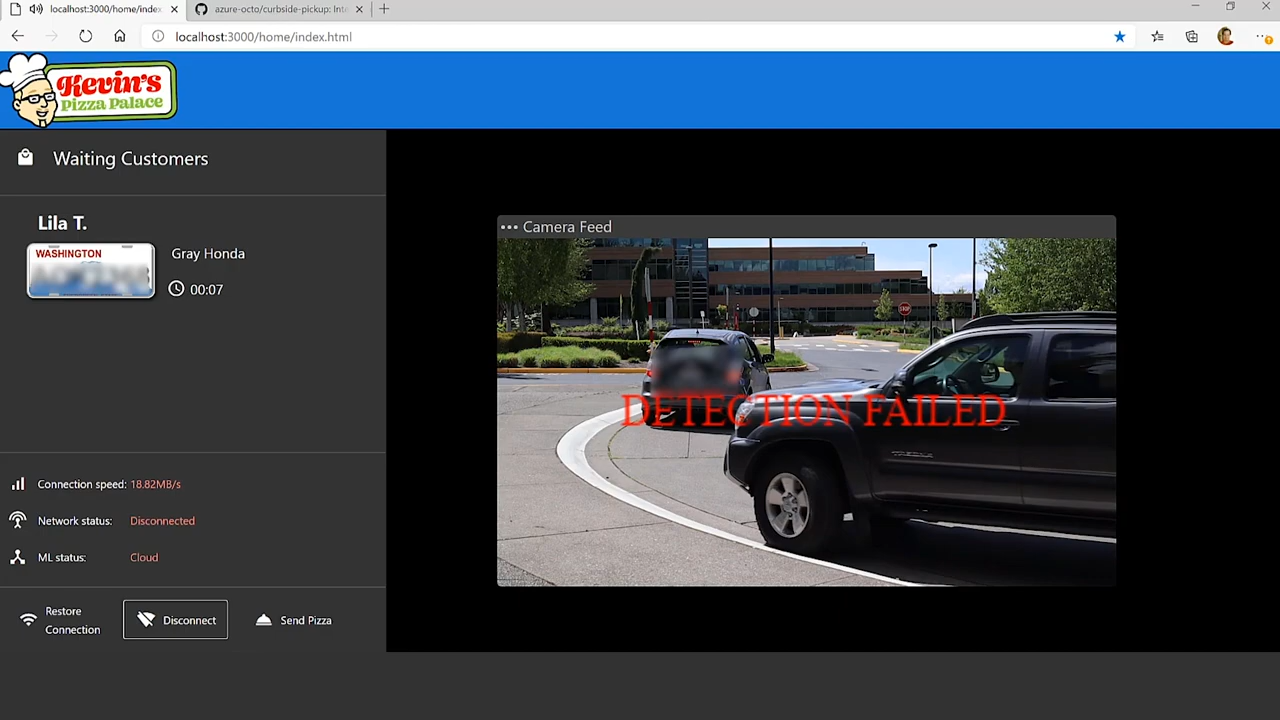 localhost:3000/home/index
azure-octo/curbside-pickup: Inte
localhost:3000/home/index.html
Kevin's
Pizza Palace
Waiting Customers
Lila T.
WASHINGTON
Gray Honda
00:07
Connection speed: 18.82MB/s
Network status: Disconnected
ML status: Cloud
Restore
Connection
Disconnect
Send Pizza
Camera Feed
STOP
DETECTION FAILED